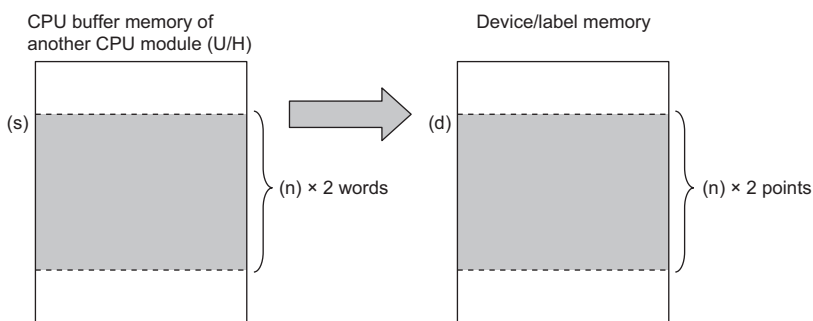 CPU buffer memory of
another CPU module (U/H)
Device/label memory
(s)
(d)
(n) × 2 words
(n) × 2 points